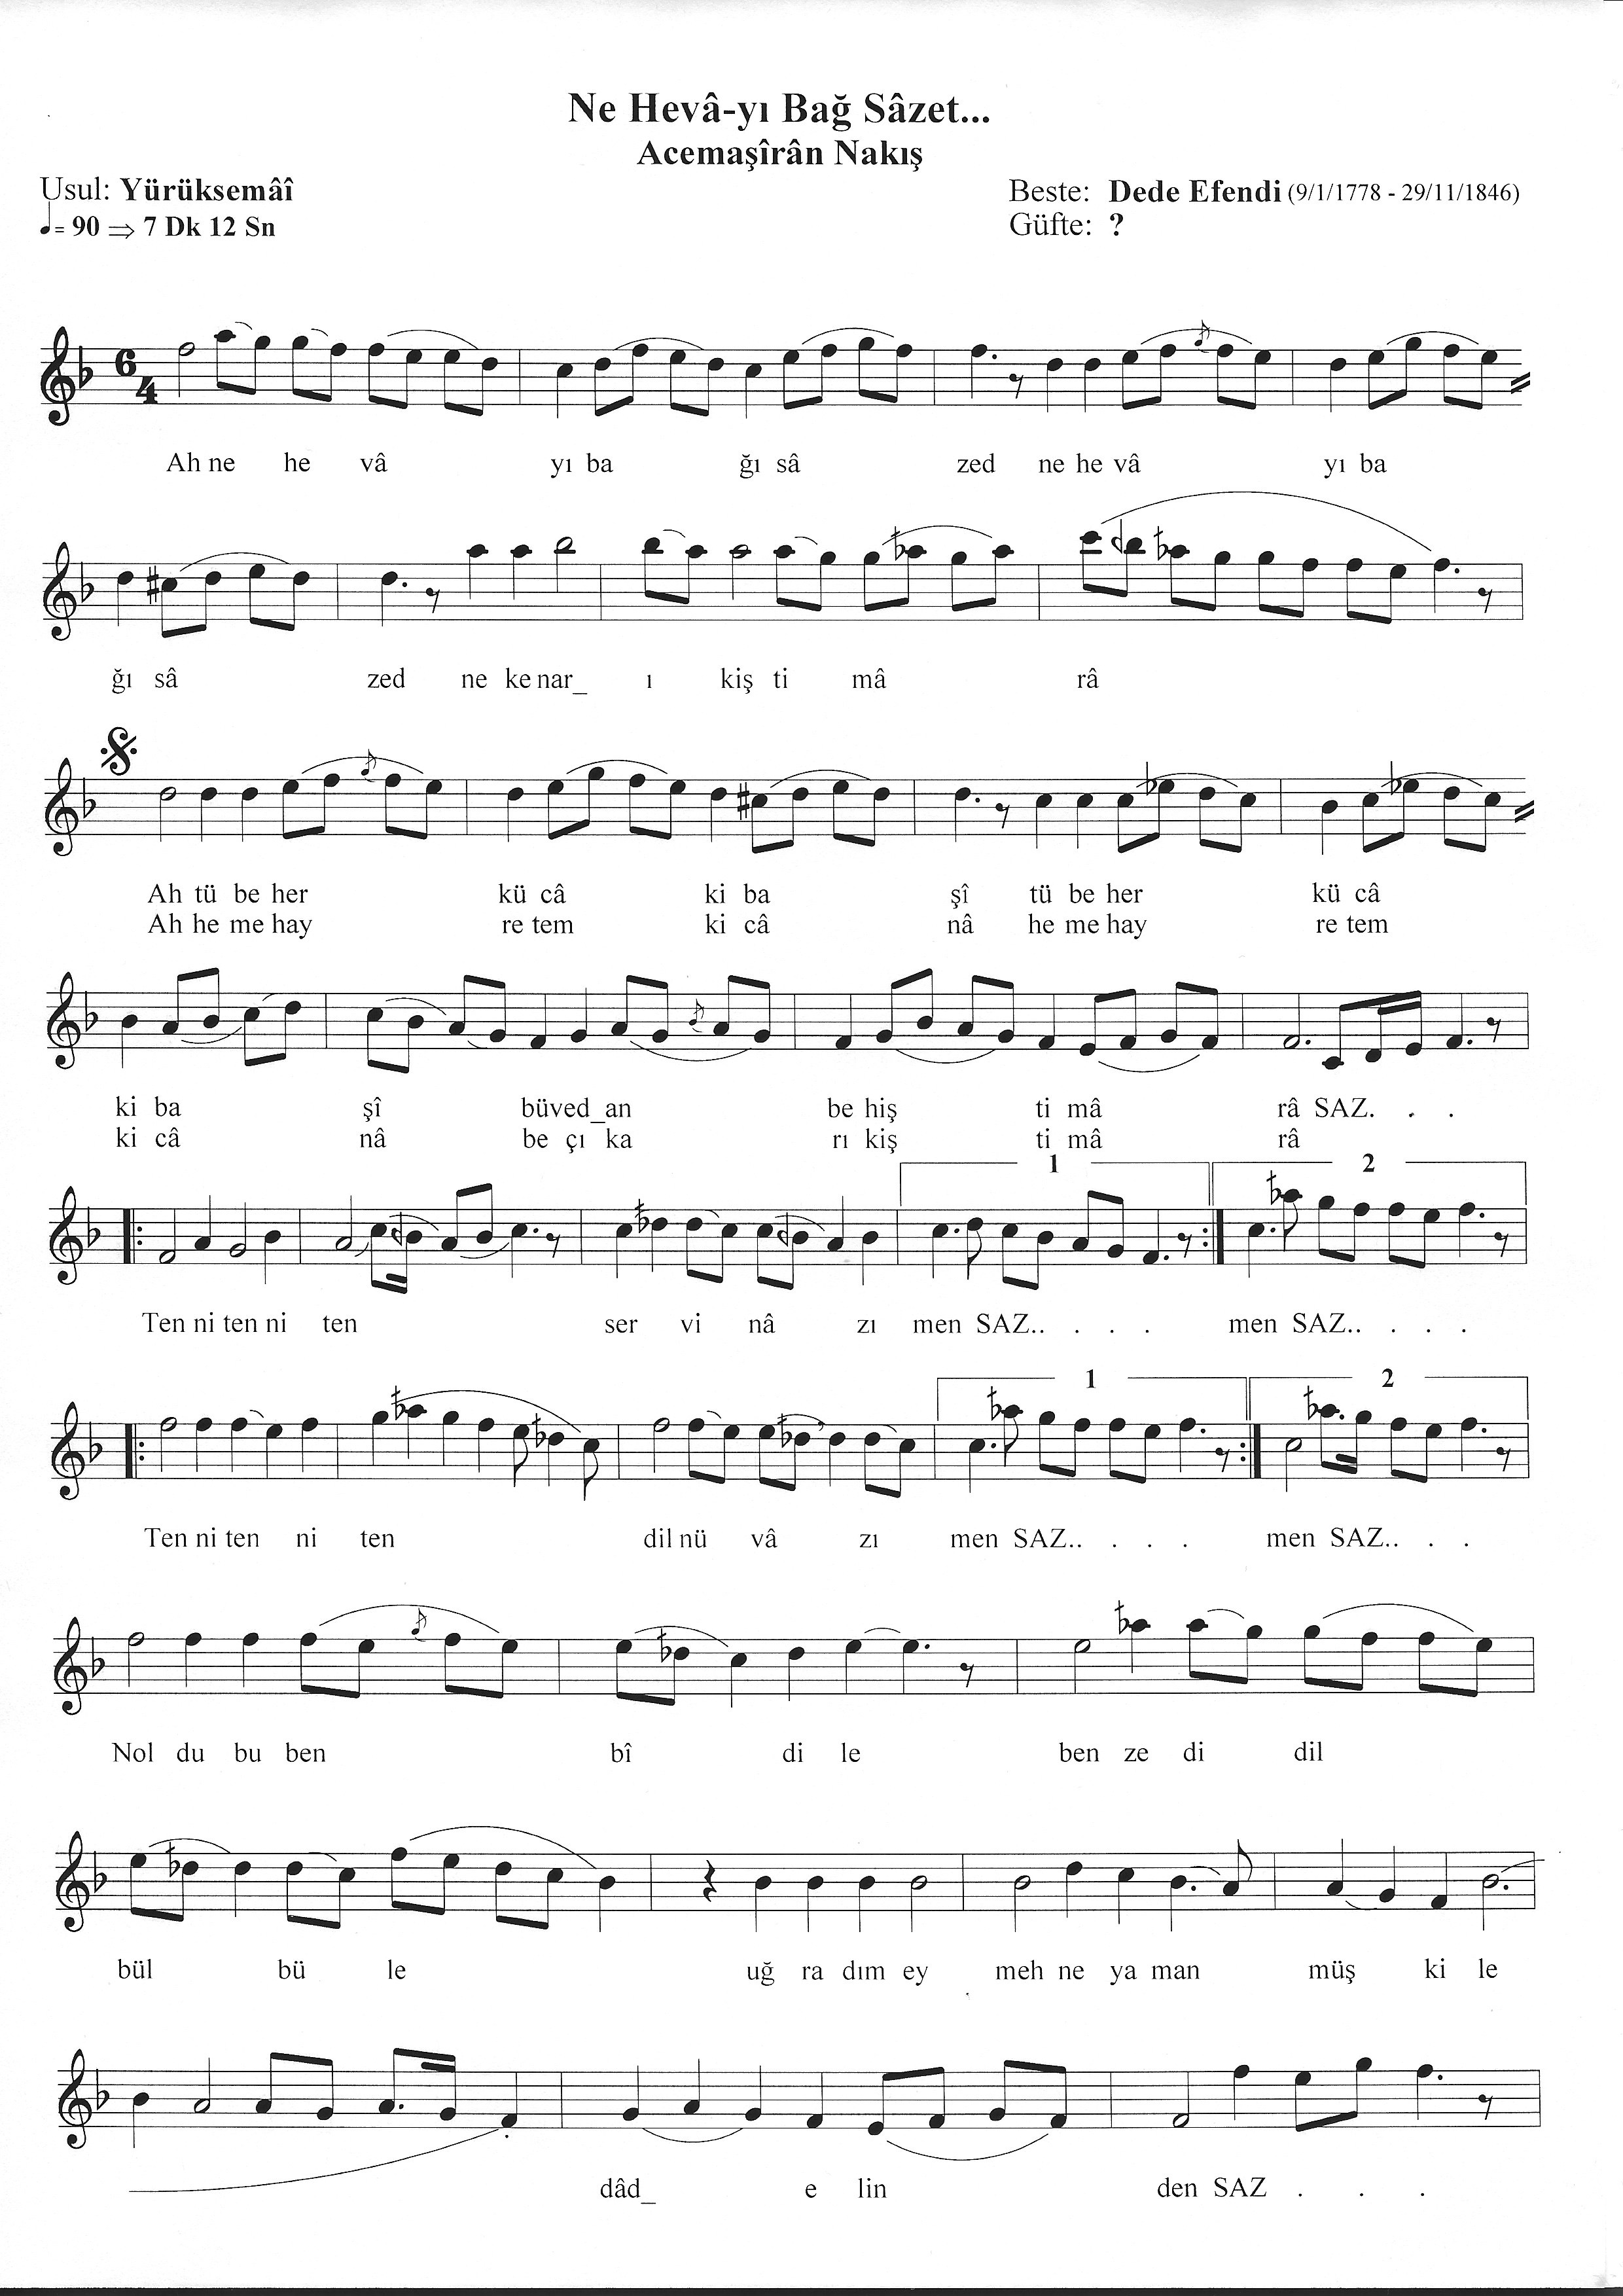 Ne Hevâ-yı Bağ Sâzet...
Acemaşîrân Nakış
Usul: Yürüksemâî
Beste: Dede Efendi (9/1/1778 - 29/11/1846)
= 90 ⇒ 7 Dk 12 Sn
Güfte: ?
6
4
Ah ne he vâ yı ba ğı sâ zed ne he vâ yı ba
ğı sâ zed ne ke nar_ ı kiş ti mâ râ
Ah tü be her kü câ ki ba şî tü be her kü câ
Ah he me hay re tem ki câ nâ he me hay re tem
ki ba şî büved_an be hiş ti mâ râ SAZ. . .
ki câ nâ be çı ka rı kiş ti mâ râ
1 2
Ten ni ten ni ten ser vi nâ zı men SAZ.. . . . men SAZ.. . . .
1 2
Ten ni ten ni ten dil nü vâ zı men SAZ.. . . . men SAZ.. . .
Nol du bu ben bî di le ben ze di dil
bül bü le uğ ra dım ey meh ne ya man müş ki le
dâd_ e lin den SAZ . . .